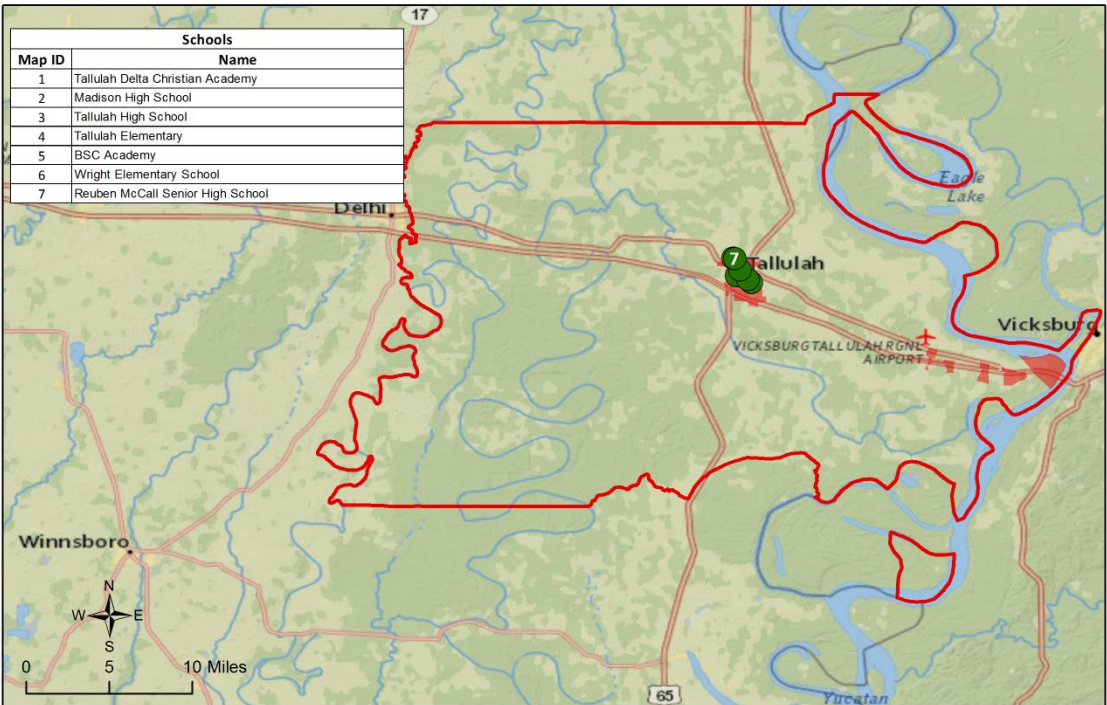 17
Schools
Map ID Name
1 Tallulah Delta Christian Academy
2 Madison High School
3 Tallulah High School
4 Tallulah Elementary
5 BSC Academy
6 Wright Elementary School
7 Reuben McCall Senior High School
Eagle
Lake
Delhi
7
Tallulah
Vicksburg
VICKSBURG TALLULAH RGNL
AIRPORT
Winnsboro
N
W E
S
0 5 10 Miles
65
Yucatan